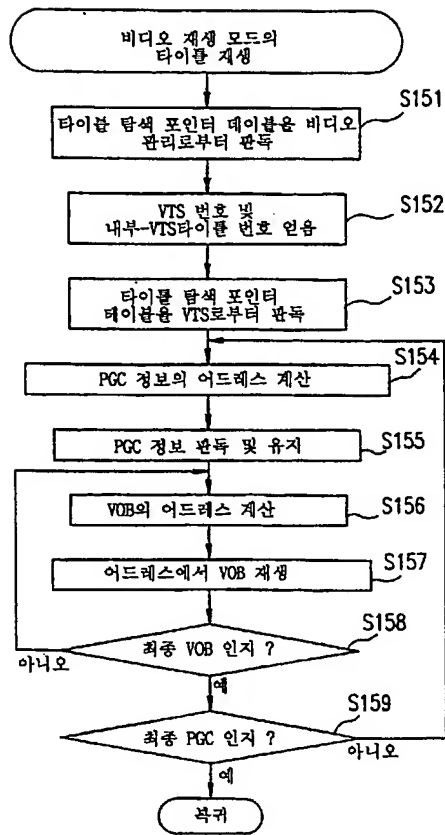 비디오 재생 모드의
타이틀 재생
S151
타이틀 탐색 포인터 테이블을 비디오
관리로부터 판독
S152
VTS 번호 및
내부-VTS타이틀 번호 얻음
S153
타이틀 탐색 포인터
테이블을 VTS로부터 판독
S154
PGC 정보의 어드레스 계산
PGC 정보 판독 및 유지
S155
VOB의 어드레스 계산
S156
어드레스에서 VOB 재생
S157
최종 VOB 인지 ?
S158
아니오
예
최종 PGC 인지 ?
S159
아니오
예
복귀